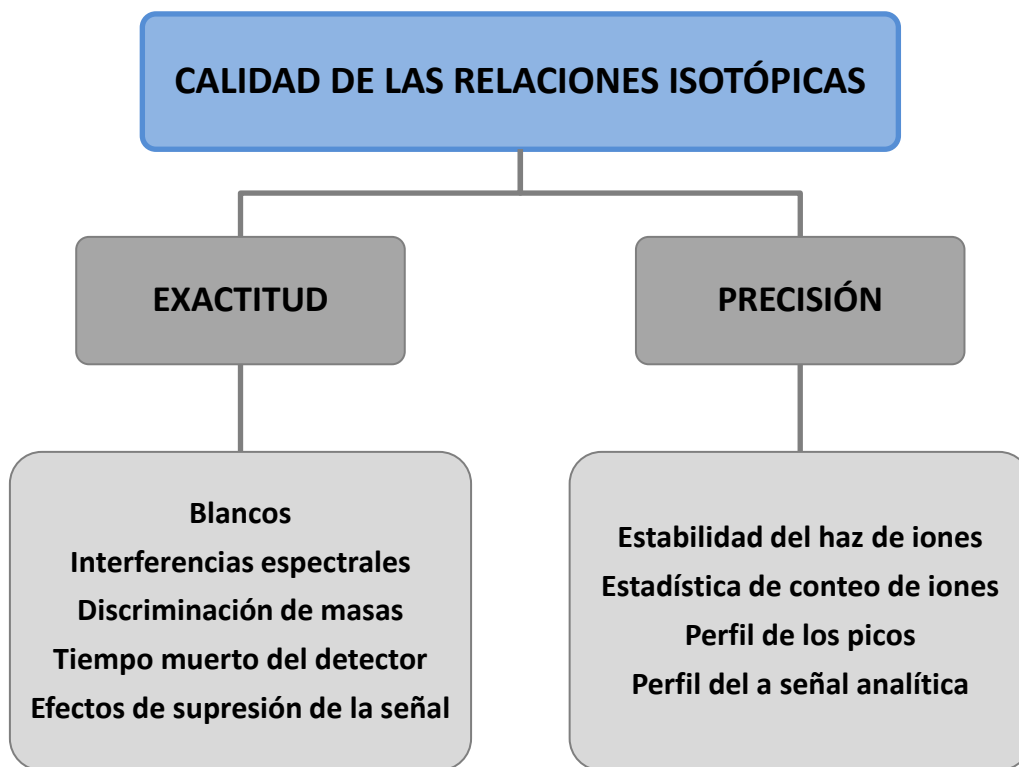 CALIDAD DE LAS RELACIONES ISOTÓPICAS
EXACTITUD
PRECISIÓN
Blancos
Interferencias espectrales
Discriminación de masas
Tiempo muerto del detector
Efectos de supresión de la señal
Estabilidad del haz de iones
Estadística de conteo de iones
Perfil de los picos
Perfil del a señal analítica